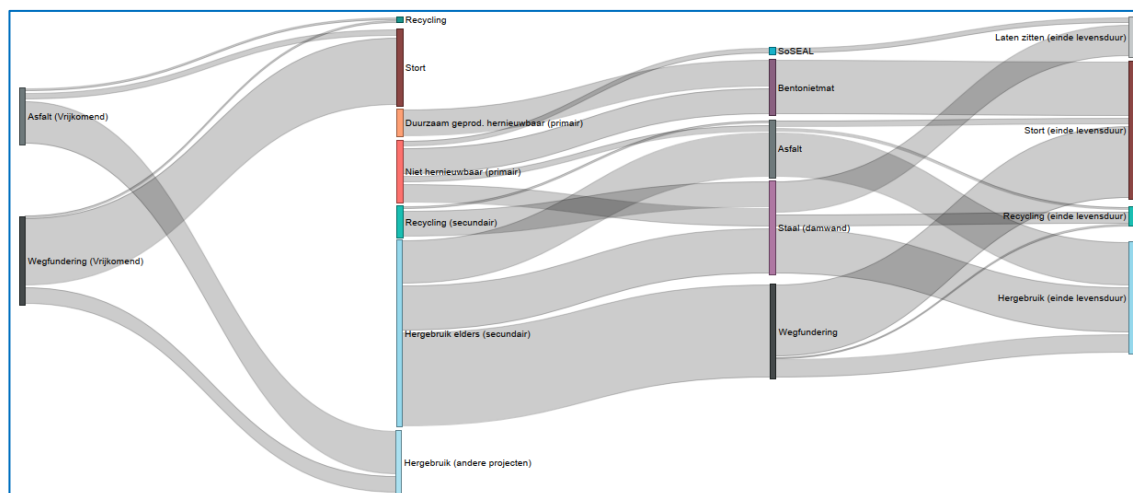 Asfalt (Vrijkomend)
Wegfundering (Vrijkomend)
Recycling
Stort
Duurzaam geprod. hernieuwbaar (primair)
Niet hernieuwbaar (primair)
Recycling (secundair)
Hergebruik elders (secundair)
Hergebruik (andere projecten)
SoSEAL
Bentonietmat
Asfalt
Staal (damwand)
Wegfundering
Laten zitten (einde levensduur)
Stort (einde levensduur)
Recycling (einde levensduur)
Hergebruik (einde levensduur)